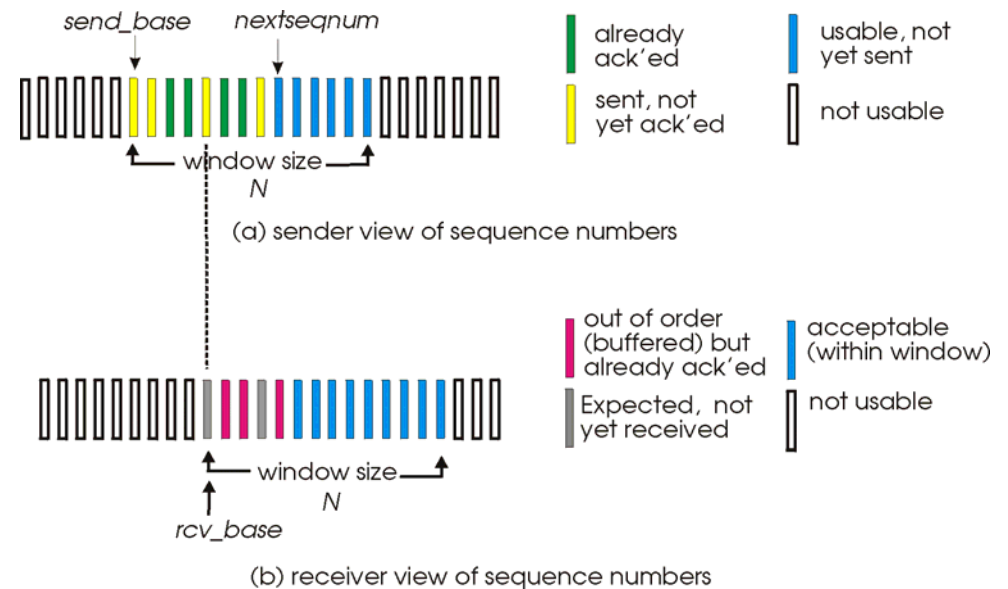 send_base nextseqnum
already
ack'ed
usable, not
yet sent
sent, not
yet ack'ed
not usable
window size
N
(a) sender view of sequence numbers
out of order
(buffered) but
already ack'ed
acceptable
(within window)
Expected, not
yet received
not usable
window size
N
rcv_base
(b) receiver view of sequence numbers